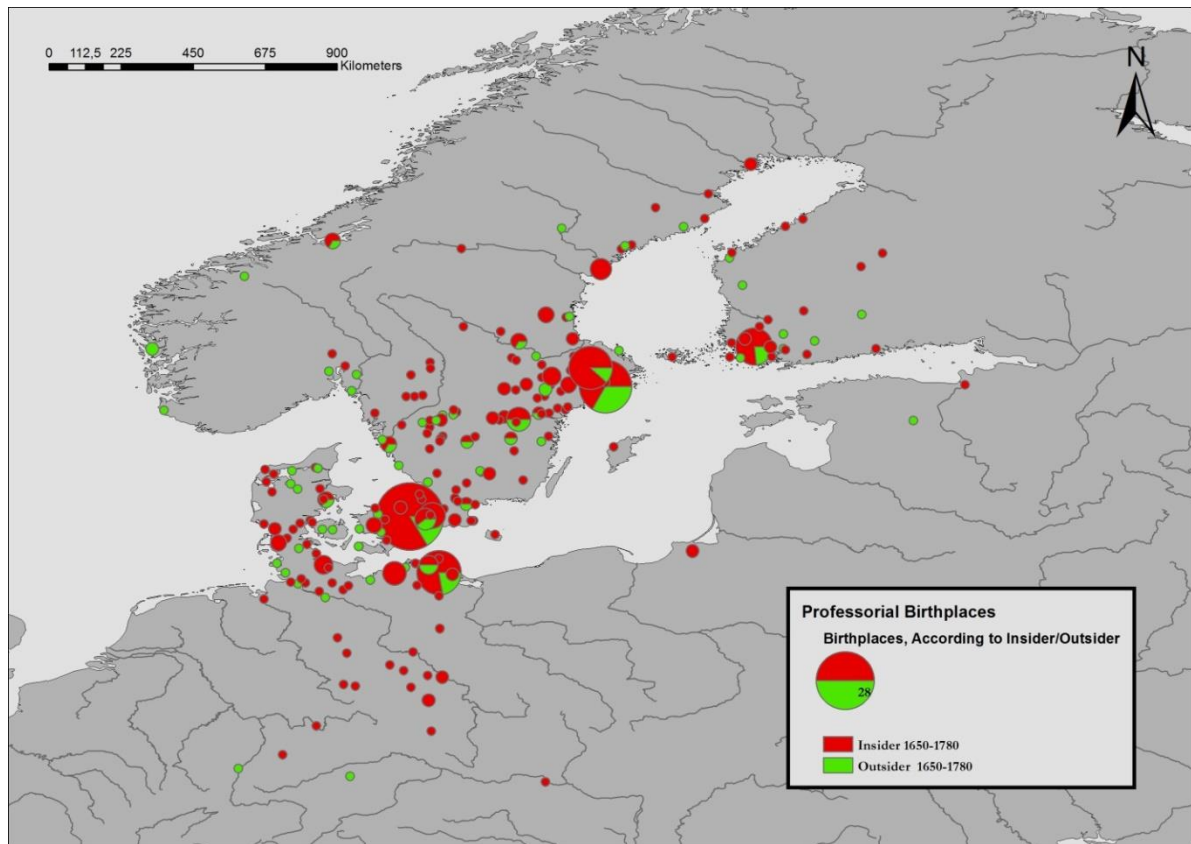 0 112,5 225 450 675 900
Kilometers
N
Professorial Birthplaces
Birthplaces, According to Insider/Outsider
28
Insider 1650-1780
Outsider 1650-1780